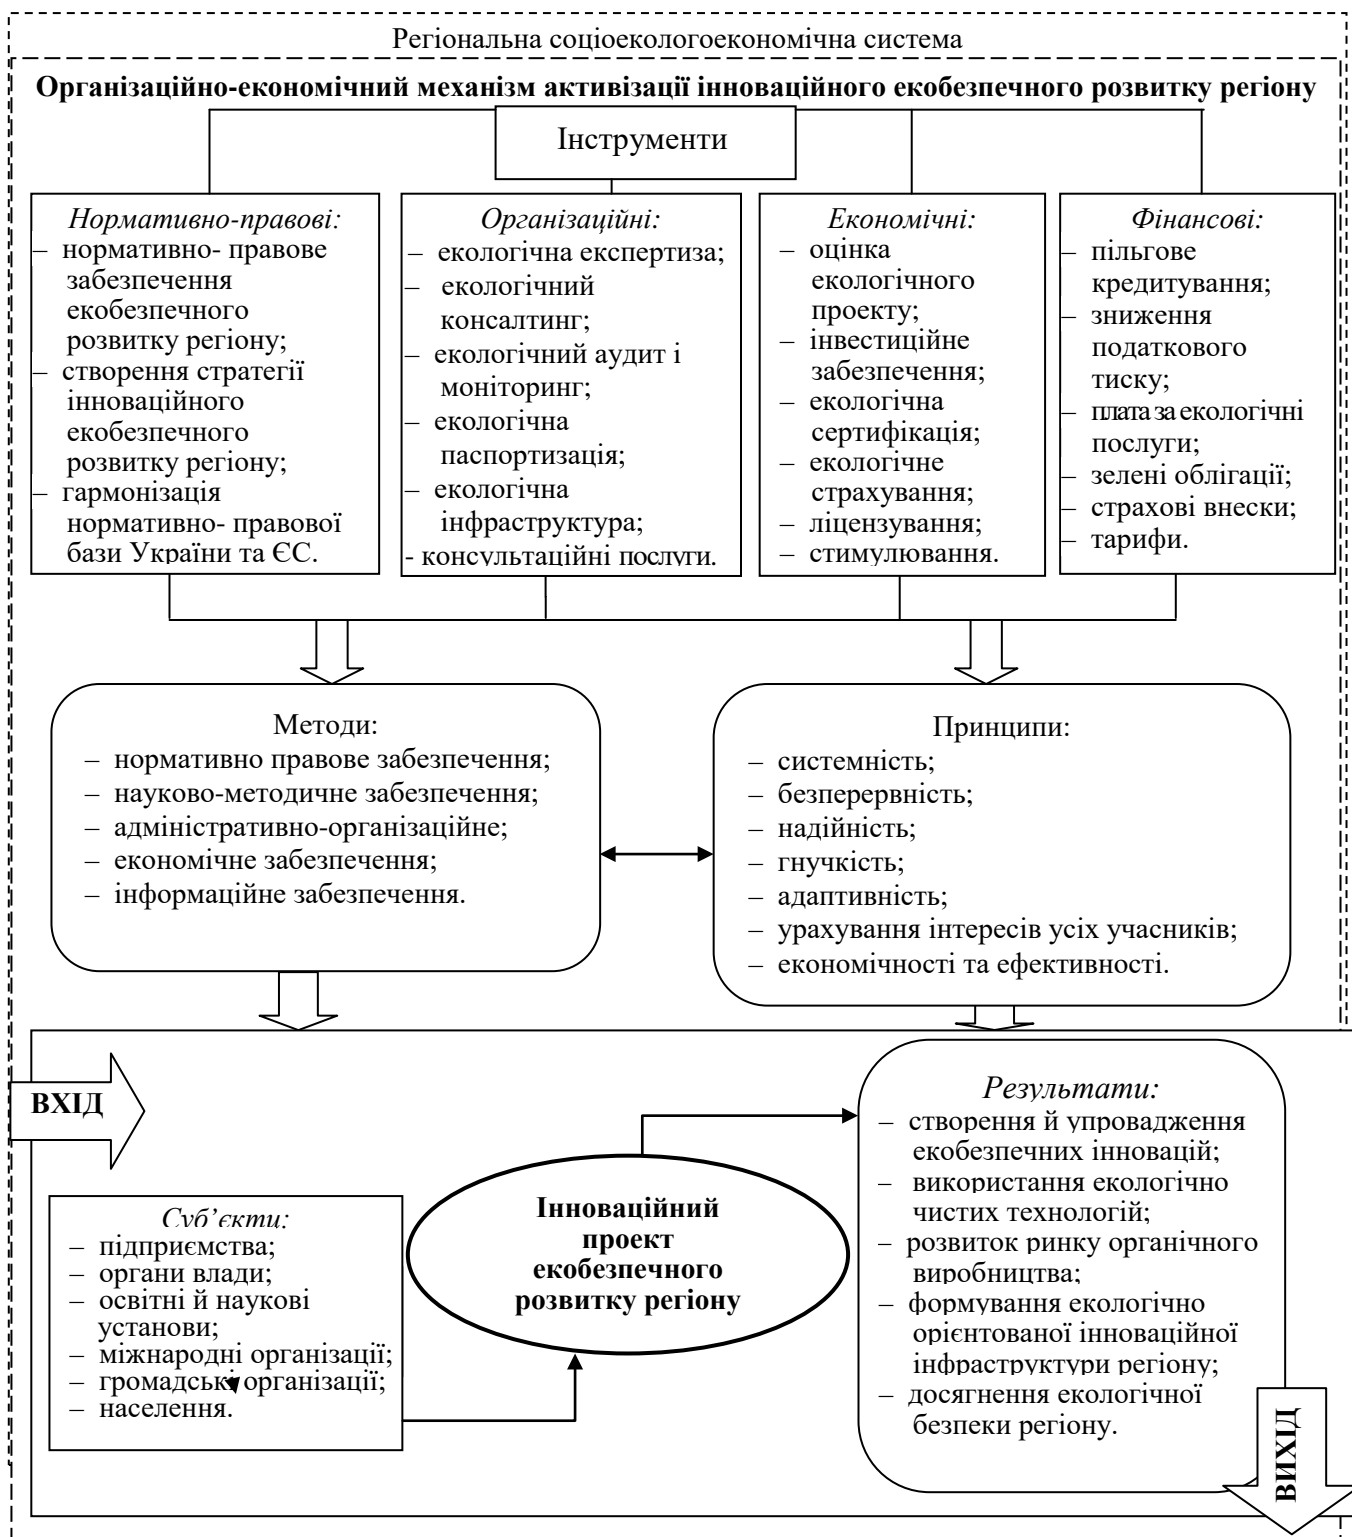 Регіональна соціоекологоекономічна система
Організаційно-економічний механізм активізації інноваційного екобезпечного розвитку регіону
Інструменти
Нормативно-правові:
– нормативно- правове
забезпечення
екобезпечного
розвитку регіону;
– створення стратегії
інноваційного
екобезпечного
розвитку регіону;
– гармонізація
нормативно- правової
бази України та ЄС.
Організаційні:
– екологічна експертиза;
– екологічний
консалтинг;
– екологічний аудит і
моніторинг;
– екологічна
паспортизація;
– екологічна
інфраструктура;
- консультаційні послуги.
Економічні:
– оцінка
екологічного
проекту;
– інвестиційне
забезпечення;
– екологічна
сертифікація;
– екологічне
страхування;
– ліцензування;
– стимулювання.
Фінансові:
– пільгове
кредитування;
– зниження
податкового
тиску;
– плата за екологічні
послуги;
– зелені облігації;
– страхові внески;
– тарифи.
Методи:
– нормативно правове забезпечення;
– науково-методичне забезпечення;
– адміністративно-організаційне;
– економічне забезпечення;
– інформаційне забезпечення.
Принципи:
– системність;
– безперервність;
– надійність;
– гнучкість;
– адаптивність;
– урахування інтересів усіх учасників;
– економічності та ефективності.
ВХІД
Суб’єкти:
– підприємства;
– органи влади;
– освітні й наукові
установи;
– міжнародні організації;
– громадські організації;
– населення.
Інноваційний
проект
екобезпечного
розвитку регіону
Результати:
– створення й упровадження
екобезпечних інновацій;
– використання екологічно
чистих технологій;
– розвиток ринку органічного
виробництва;
– формування екологічно
орієнтованої інноваційної
інфраструктури регіону;
– досягнення екологічної
безпеки регіону.
ВИХІД